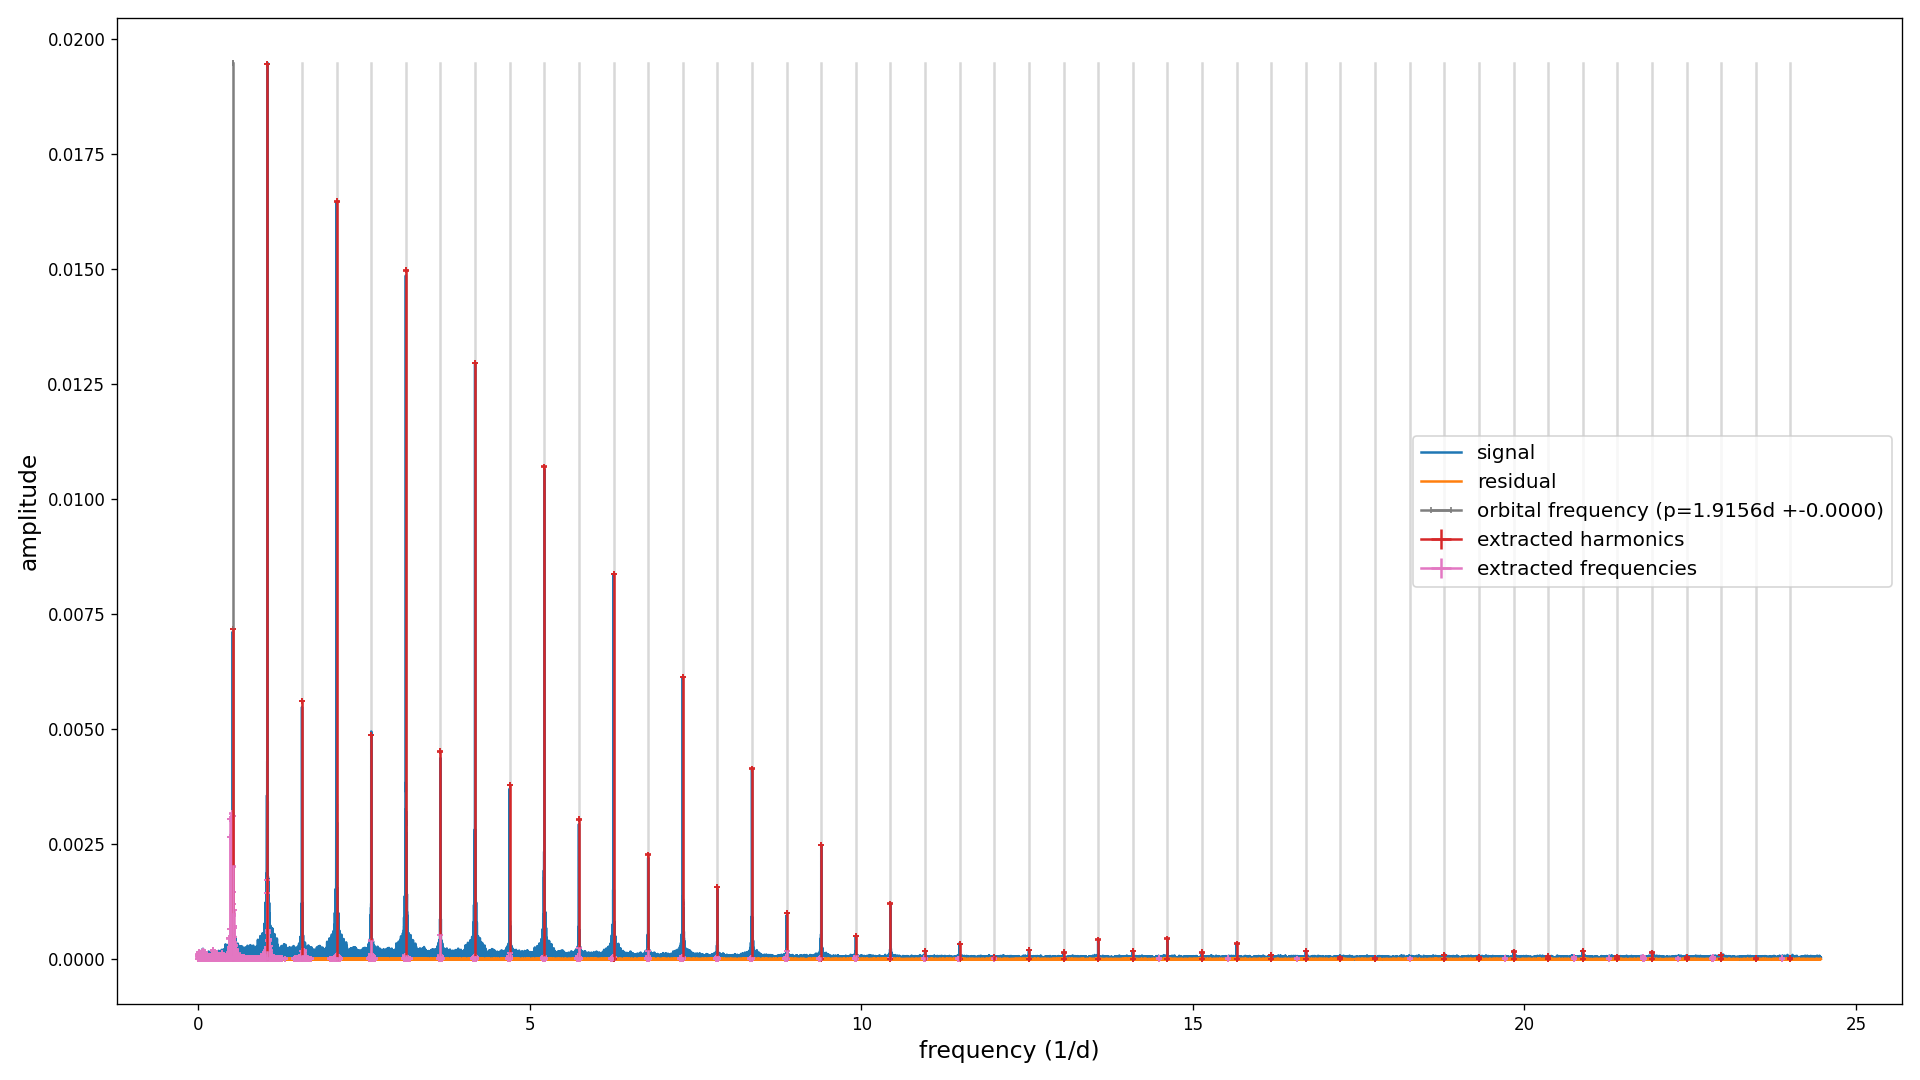 0.0200
0.0175
0.0150
0.0125
0.0100
0.0075
0.0050
0.0025
0.0000
amplitude
signal
residual
orbital frequency (p=1.9156d +-0.0000)
extracted harmonics
extracted frequencies
0 5 10 15 20 25
frequency (1/d)